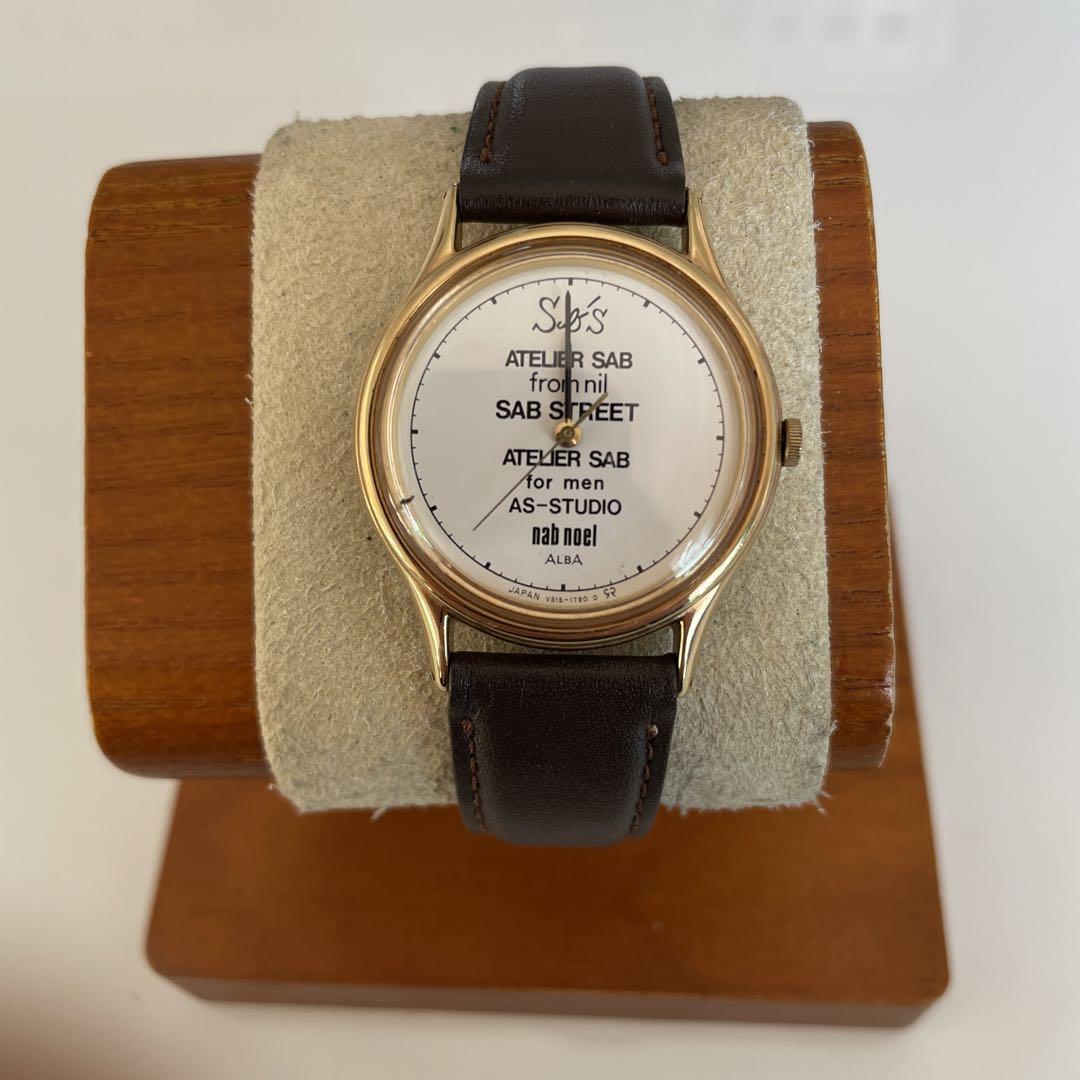 Sb's
ATELIER SAB
from nil
SAB STREET
ATELIER SAB
for men
AS-STUDIO
nab noel
ALBA
JAPAN V515-1790 D SR